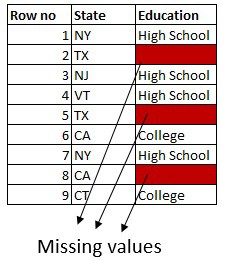 Row no State Education
1 NY High School
2 TX
3 NJ High School
4 VT High School
5 TX
6 CA College
7 NY High School
8 CA
9 CT College
Missing values